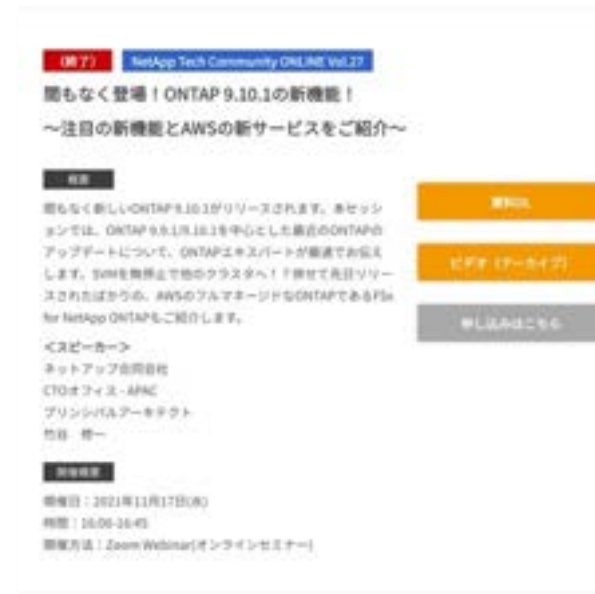 (終了) NetApp Tech Community ONLINE Vol.27
間もなく登場！ONTAP 9.10.1の新機能！
～注目の新機能とAWSの新サービスをご紹介～
概要
間もなく新しいONTAP 9.10.1がリリースされます。本セッシ
ョンでは、ONTAP 9.9.1/9.10.1を中心とした最近のONTAPの
アップデートについて、ONTAPエキスパートが最速でお伝え
します。SVMを無停止で他のクラスタへ！？併せて先日リリー
スされたばかりの、AWSのフルマネージドなONTAPであるFSx
for NetApp ONTAPもご紹介します。
資料DL
ビデオ（アーカイブ）
申し込みはこちら
＜スピーカー＞
ネットアップ合同会社
CTOオフィス - APAC
プリンシパルアーキテクト
開催概要
開催日：2021年11月17日(水)
時間：16:00-16:45
開催方法：Zoom Webinar(オンラインセミナー)